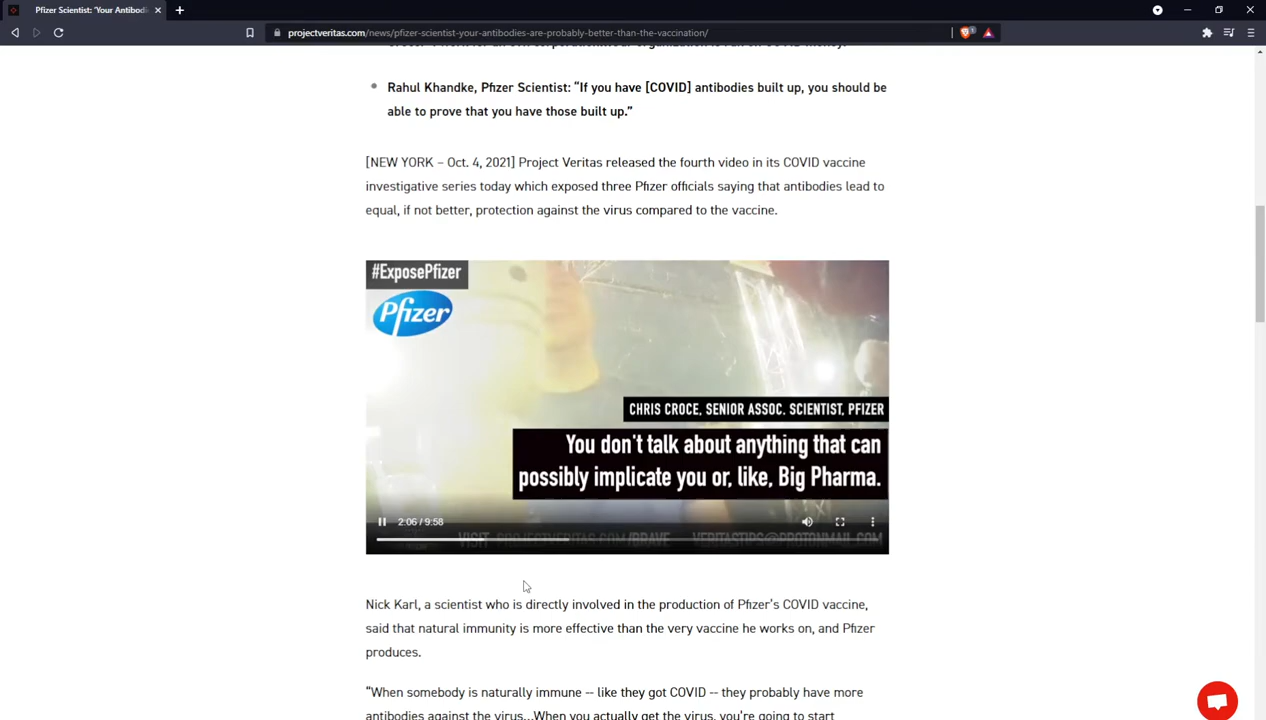 Pfizer Scientist: "Your Antibodi
projectveritas.com/news/pfizer-scientist-your-antibodies-are-probably-better-than-the-vaccination/
Rahul Khandke, Pfizer Scientist: “If you have [COVID] antibodies built up, you should be
able to prove that you have those built up.”
[NEW YORK – Oct. 4, 2021] Project Veritas released the fourth video in its COVID vaccine
investigative series today which exposed three Pfizer officials saying that antibodies lead to
equal, if not better, protection against the virus compared to the vaccine.
#ExposePfizer
Pfizer
CHRIS CROCE, SENIOR ASSOC. SCIENTIST, PFIZER
You don't talk about anything that can
possibly implicate you or, like, Big Pharma.
2:06 / 9:58
VISIT PROJECTVERITAS.COM/BRAVE VERITASTIPS@PROTONMAIL.COM
Nick Karl, a scientist who is directly involved in the production of Pfizer’s COVID vaccine,
said that natural immunity is more effective than the very vaccine he works on, and Pfizer
produces.
“When somebody is naturally immune -- like they got COVID -- they probably have more
antibodies against the virus...When you actually get the virus, you’re going to start